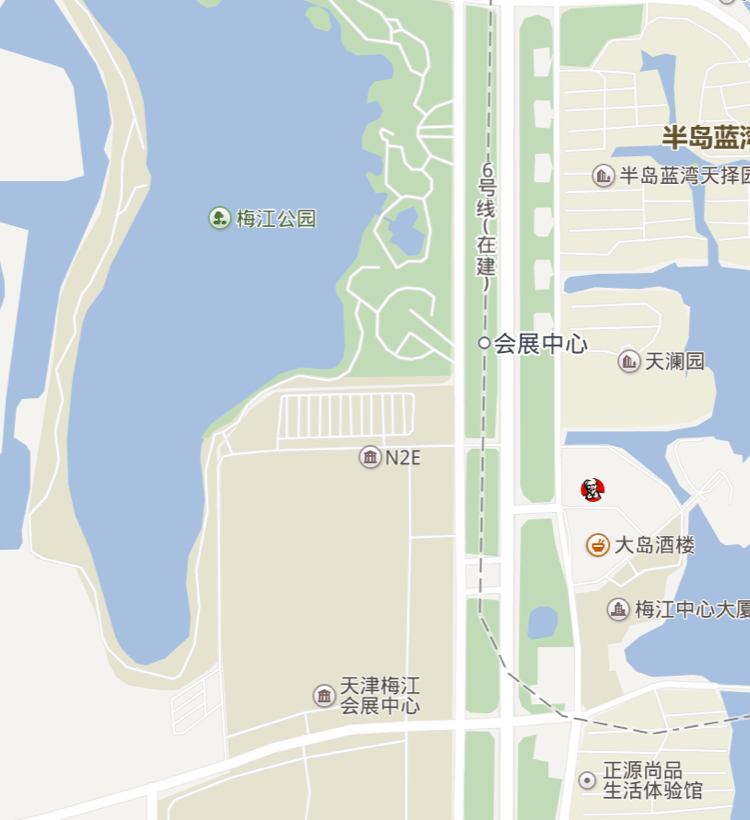 半岛蓝湾
半岛蓝湾天择园
梅江公园
6号线(在建)
会展中心
天澜园
N2E
大岛酒楼
梅江中心大厦
天津梅江
会展中心
正源尚品
生活体验馆